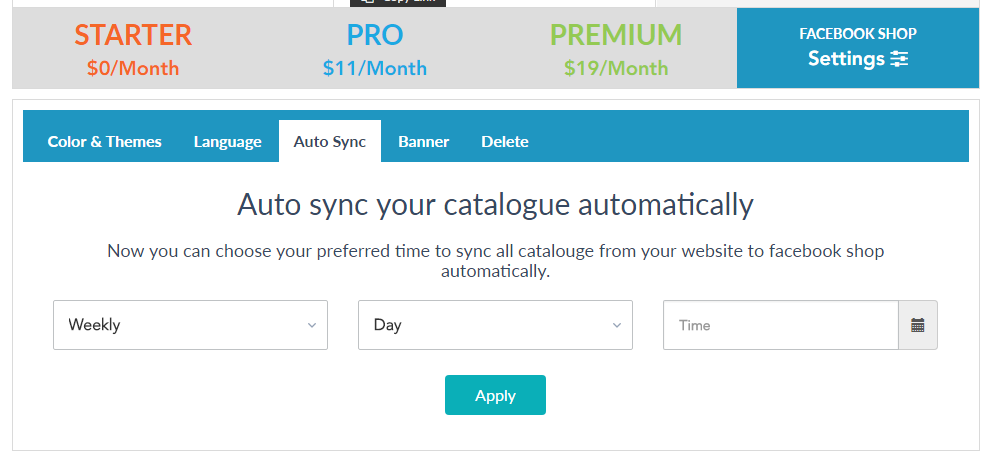 STARTER
$0/Month
PRO
$11/Month
PREMIUM
$19/Month
FACEBOOK SHOP
Settings
Color & Themes
Language
Auto Sync
Banner
Delete
Auto sync your catalogue automatically
Now you can choose your preferred time to sync all catalouge from your website to facebook shop
automatically.
Weekly
Day
Time
Apply